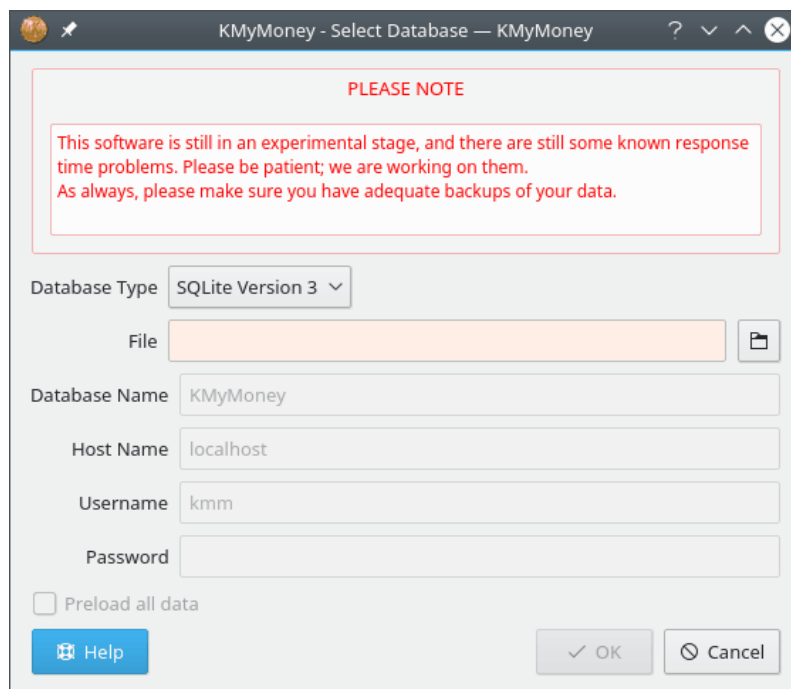 KMyMoney - Select Database — KMyMoney
PLEASE NOTE
This software is still in an experimental stage, and there are still some known response
time problems. Please be patient; we are working on them.
As always, please make sure you have adequate backups of your data.
Database Type SQLite Version 3
File
Database Name KMyMoney
Host Name localhost
Username kmm
Password
Preload all data
Help OK Cancel